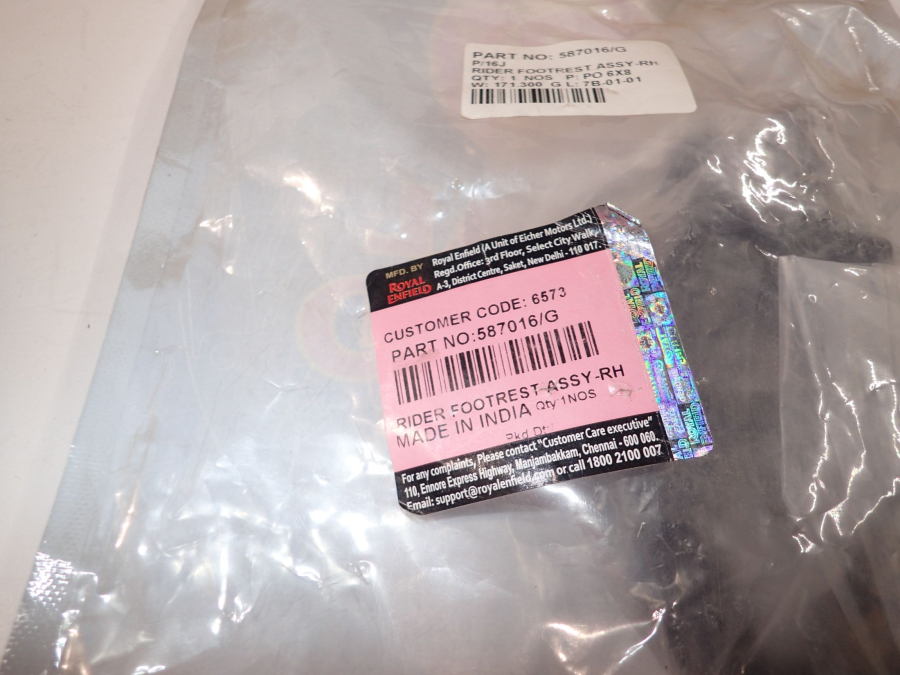 PART NO: 587016/G
P/16J
RIDER FOOTREST ASSY-RH
QTY: 1 NOS P: PO 6X8
W: 171.300 G L: 7B-01-01
MFD. BY
ROYAL
ENFIELD
Royal Enfield (A Unit of Eicher Motors Ltd.)
Regd.Office: 3rd Floor, Select City Walk,
A-3, District Centre, Saket, New Delhi - 110 017.
CUSTOMER CODE: 6573
PART NO:587016/G
RIDER FOOTREST ASSY-RH
MADE IN INDIA Qty 1NOS
Pkd Dt
For any complaints, Please contact "Customer Care executive"
110, Ennore Express Highway, Manjambakkam, Chennai - 600 060.
Email: support@royalenfield.com or call 1800 2100 007